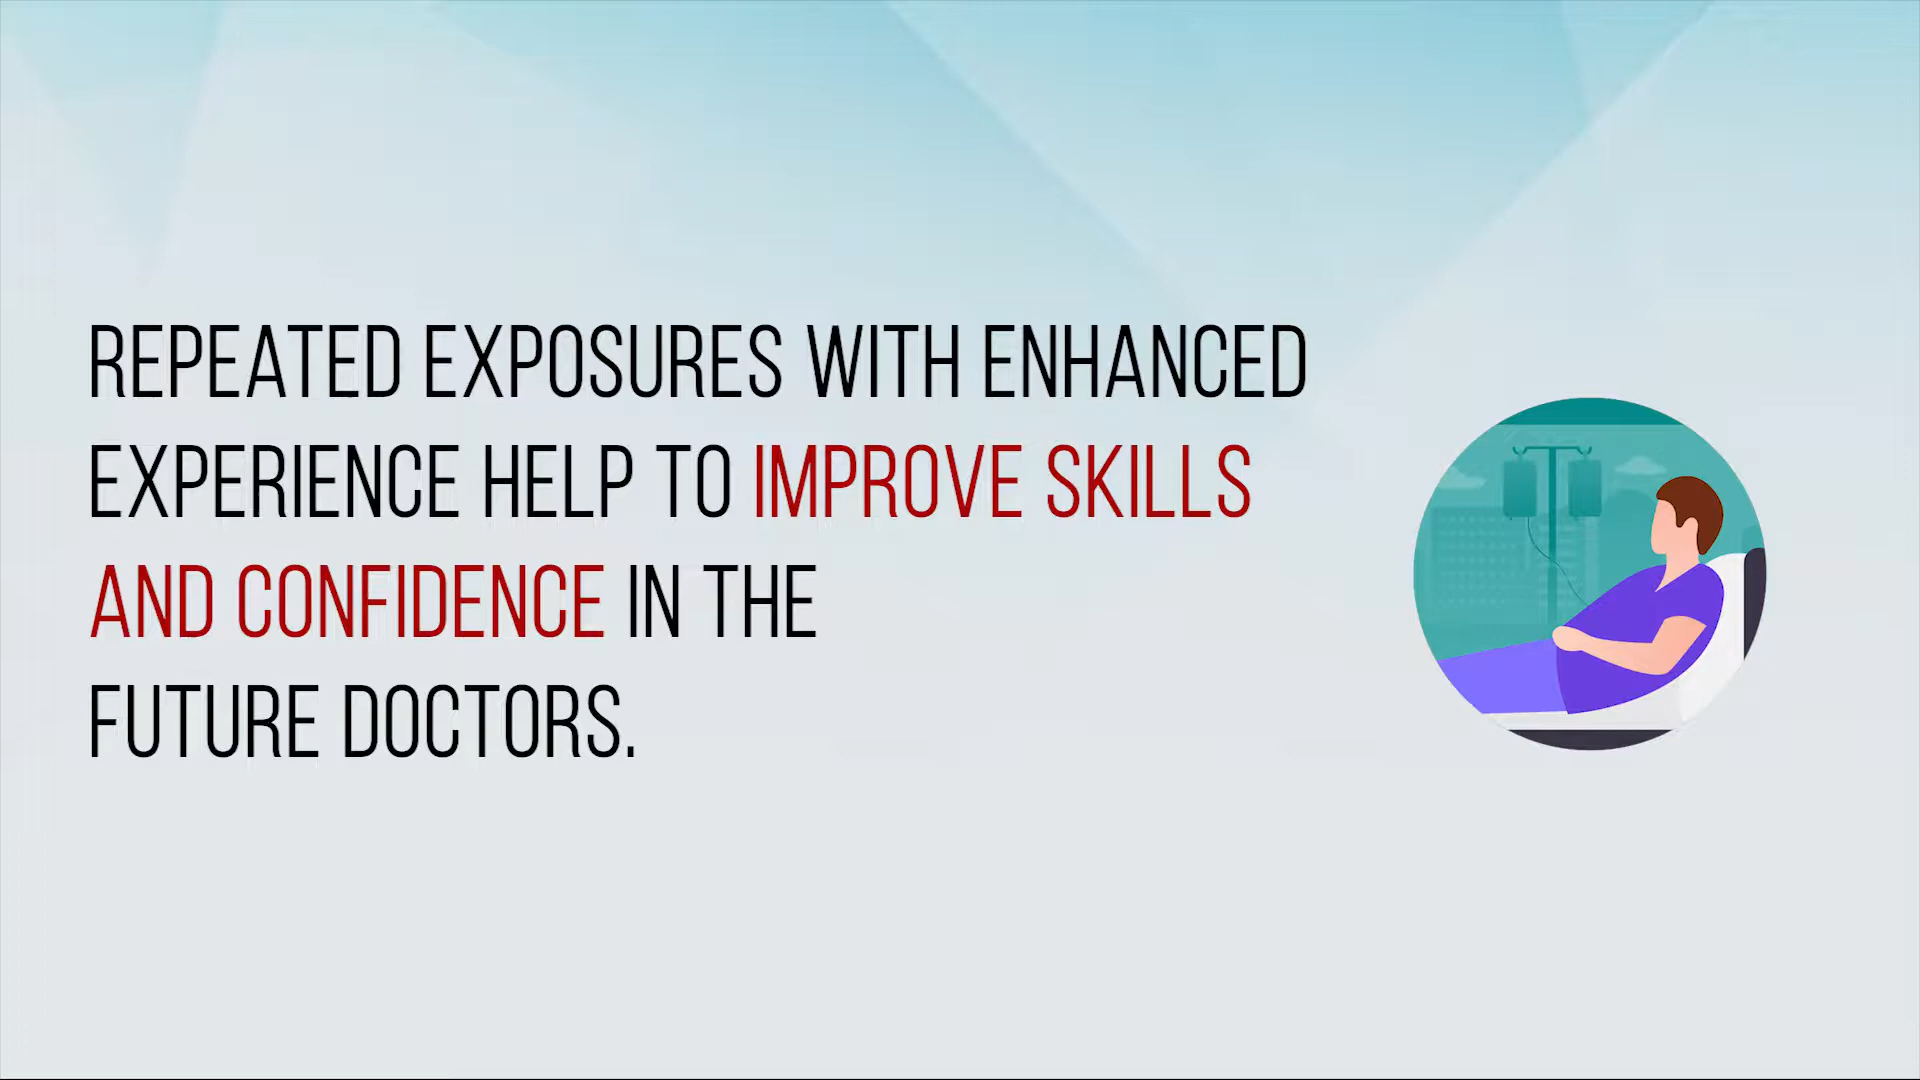 REPEATED EXPOSURES WITH ENHANCED
EXPERIENCE HELP TO IMPROVE SKILLS
AND CONFIDENCE IN THE
FUTURE DOCTORS.